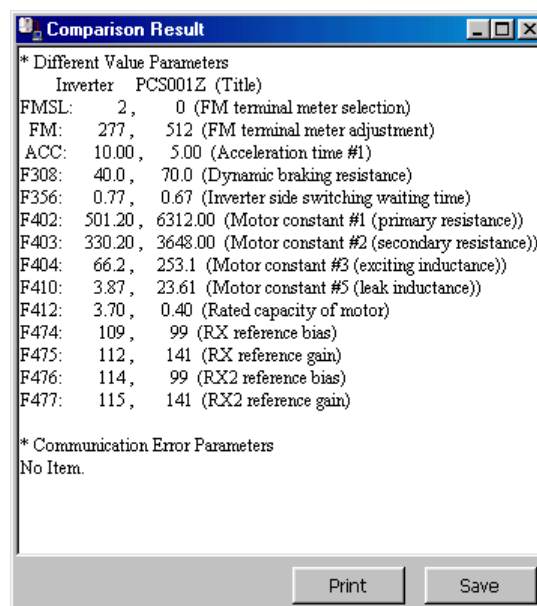 Comparison Result
* Different Value Parameters
Inverter PCS001Z (Title)
FMSL: 2 , 0 (FM terminal meter selection)
FM: 277 , 512 (FM terminal meter adjustment)
ACC: 10.00 , 5.00 (Acceleration time #1)
F308: 40.0 , 70.0 (Dynamic braking resistance)
F356: 0.77 , 0.67 (Inverter side switching waiting time)
F402: 501.20 , 6312.00 (Motor constant #1 (primary resistance))
F403: 330.20 , 3648.00 (Motor constant #2 (secondary resistance))
F404: 66.2 , 253.1 (Motor constant #3 (exciting inductance))
F410: 3.87 , 23.61 (Motor constant #5 (leak inductance))
F412: 3.70 , 0.40 (Rated capacity of motor)
F474: 109 , 99 (RX reference bias)
F475: 112 , 141 (RX reference gain)
F476: 114 , 99 (RX2 reference bias)
F477: 115 , 141 (RX2 reference gain)
* Communication Error Parameters
No Item.
Print Save